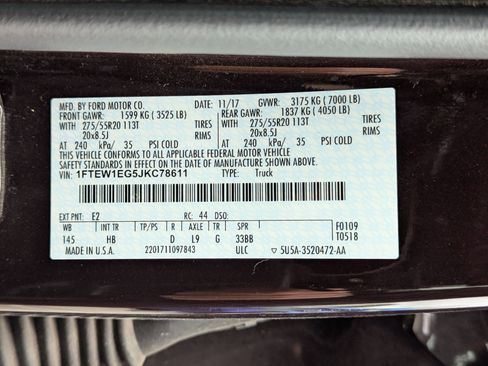 MFD. BY FORD MOTOR CO. 11/17 GVWR: 3175 KG ( 7000 LB)
FRONT GAWR: 1599 KG ( 3525 LB) REAR GAWR: 1837 KG ( 4050 LB)
WITH 275/55R20 113T TIRES WITH 275/55R20 113T TIRES
20x8.5J RIMS 20x8.5J RIMS
AT 240 kPa/ 35 PSI COLD AT 240 kPa/ 35 PSI COLD
THIS VEHICLE CONFORMS TO ALL APPLICABLE FEDERAL MOTOR VEHICLE
SAFETY STANDARDS IN EFFECT ON THE DATE OF MANUFACTURE SHOWN ABOVE.
VIN: 1FTEW1EG5JKC78611 TYPE: Truck
EXT PNT: E2 RC: 44 DSO: F0109
WB INT TR TP/PS R AXLE TR SPR T0518
145 HB D L9 G 33BB
MADE IN U.S.A. 2201711097843 ULC ▽ 5U5A-3520472-AA